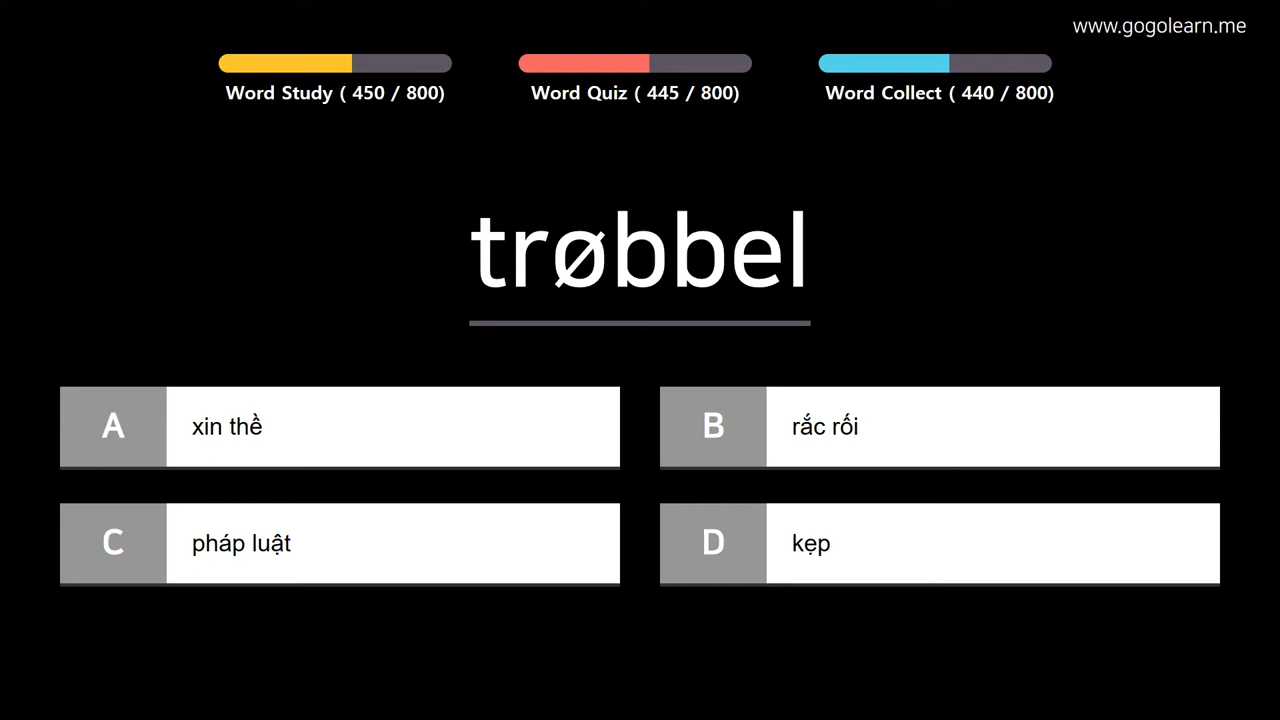 www.gogolearn.me
Word Study ( 450 / 800)
Word Quiz ( 445 / 800)
Word Collect ( 440 / 800)
trøbbel
A xin thề
B rắc rối
C pháp luật
D kẹp